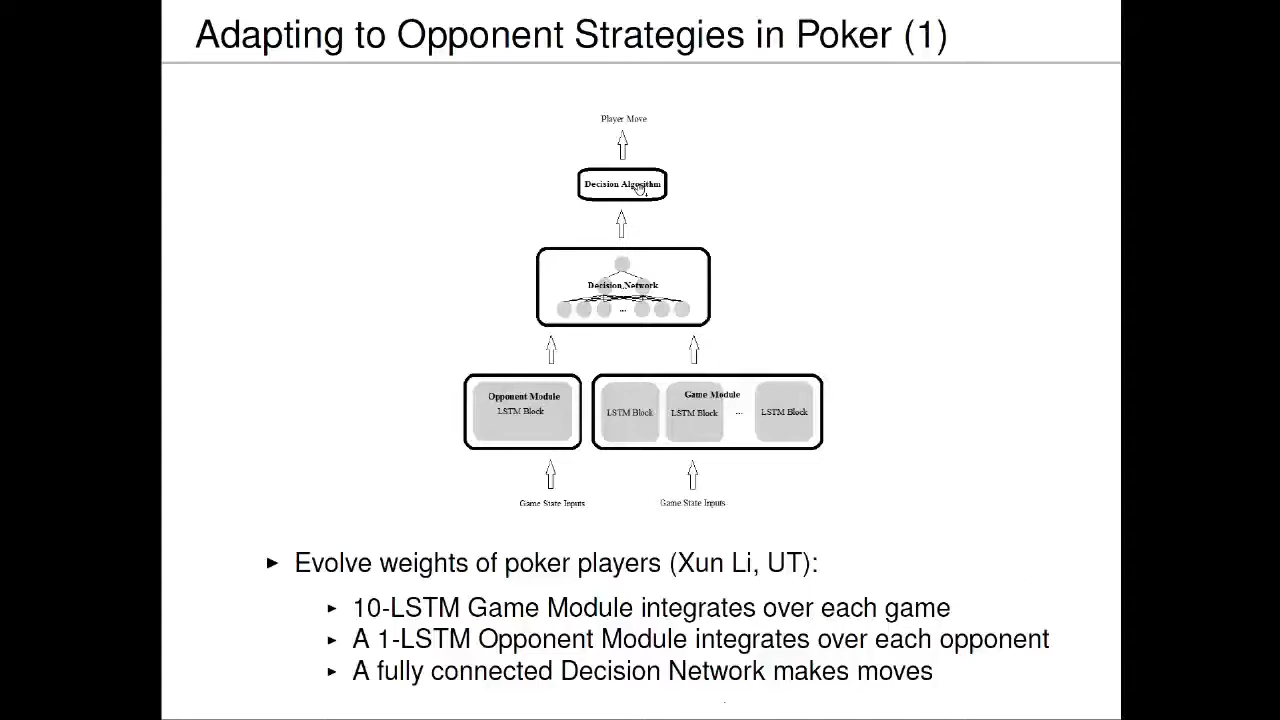 Adapting to Opponent Strategies in Poker (1)
Player Move
Decision Algorithm
Decision Network
...
Opponent Module
LSTM Block
Game Module
LSTM Block
LSTM Block
...
LSTM Block
Game State Inputs
Game State Inputs
▶ Evolve weights of poker players (Xun Li, UT):
▶ 10-LSTM Game Module integrates over each game
▶ A 1-LSTM Opponent Module integrates over each opponent
▶ A fully connected Decision Network makes moves